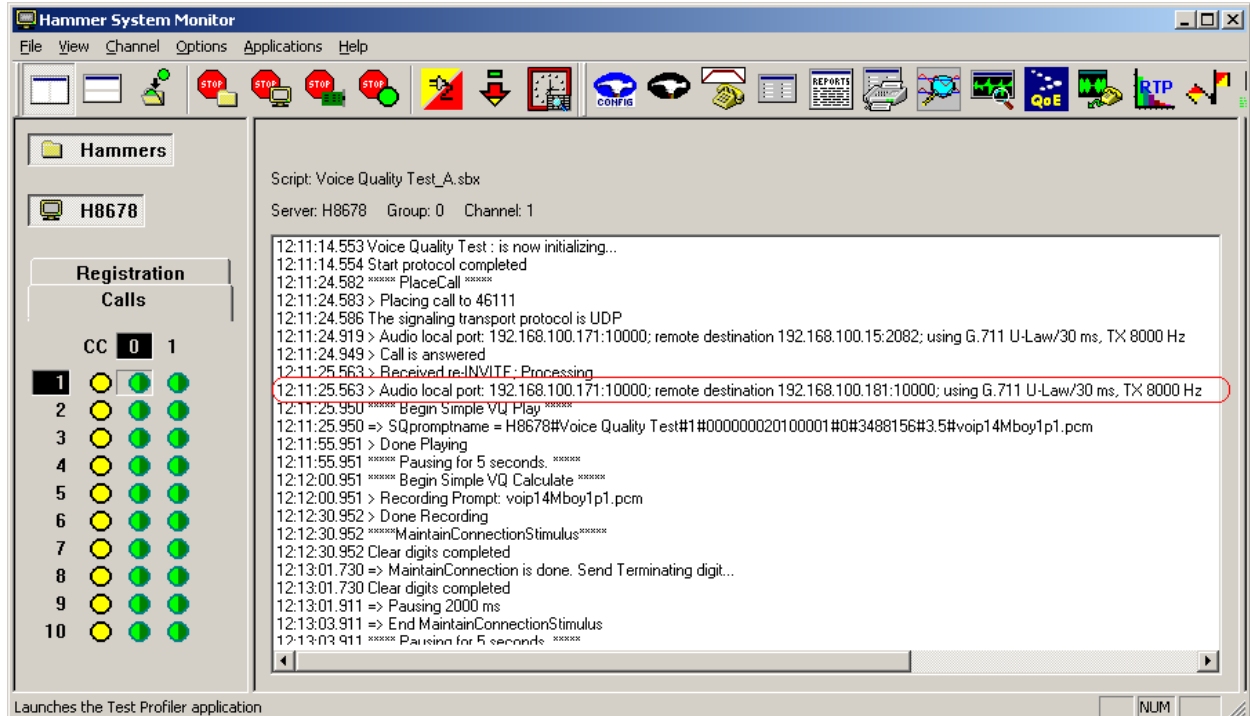 Hammer System Monitor
File View Channel Options Applications Help
STOP STOP STOP STOP CONFIG REPORTS QoE RTP
Hammers
H8678
Registration
Calls
CC 0 1
1
2
3
4
5
6
7
8
9
10
Script: Voice Quality Test_A.sbx
Server: H8678 Group: 0 Channel: 1
12:11:14.553 Voice Quality Test : is now initializing...
12:11:14.554 Start protocol completed
12:11:24.582 ***** PlaceCall *****
12:11:24.583 > Placing call to 46111
12:11:24.586 The signaling transport protocol is UDP
12:11:24.919 > Audio local port: 192.168.100.171:10000; remote destination 192.168.100.15:2082; using G.711 U-Law/30 ms, TX 8000 Hz
12:11:24.949 > Call is answered
12:11:25.563 > Received re-INVITE; Processing
12:11:25.563 > Audio local port: 192.168.100.171:10000; remote destination 192.168.100.181:10000; using G.711 U-Law/30 ms, TX 8000 Hz
12:11:25.950 ***** Begin Simple VQ Play *****
12:11:25.950 => SQpromptname = H8678#Voice Quality Test#1#000000020100001#0#3488156#3.5#voip14Mboy1p1.pcm
12:11:55.951 > Done Playing
12:11:55.951 ***** Pausing for 5 seconds. *****
12:12:00.951 ***** Begin Simple VQ Calculate *****
12:12:00.951 > Recording Prompt: voip14Mboy1p1.pcm
12:12:30.952 > Done Recording
12:12:30.952 *****MaintainConnectionStimulus*****
12:12:30.952 Clear digits completed
12:13:01.730 => MaintainConnection is done. Send Terminating digit...
12:13:01.730 Clear digits completed
12:13:01.911 => Pausing 2000 ms
12:13:03.911 => End MaintainConnectionStimulus
12:13:03.911 ***** Pausing for 5 seconds. *****
Launches the Test Profiler application
NUM